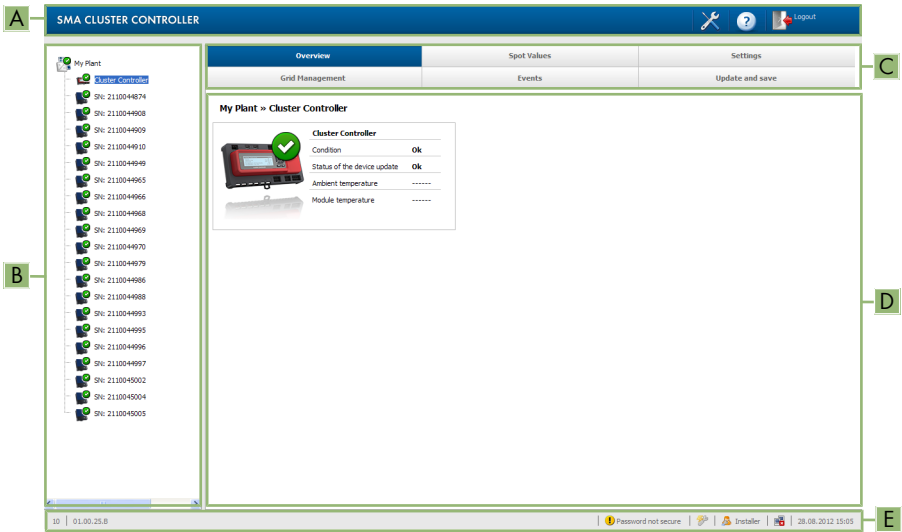 A
SMA CLUSTER CONTROLLER
?
Logout
My Plant
Cluster Controller
SN: 2110044874
SN: 2110044908
SN: 2110044909
SN: 2110044910
SN: 2110044949
SN: 2110044965
SN: 2110044966
SN: 2110044968
SN: 2110044969
SN: 2110044970
SN: 2110044979
SN: 2110044986
SN: 2110044988
SN: 2110044993
SN: 2110044995
SN: 2110044996
SN: 2110044997
SN: 2110045002
SN: 2110045004
SN: 2110045005
B
Overview Spot Values Settings
Grid Management Events Update and save
C
My Plant » Cluster Controller
Cluster Controller
Condition Ok
Status of the device update Ok
Ambient temperature ------
Module temperature ------
D
10 | 01.00.25.B
! Password not secure | | Installer | | 28.08.2012 15:05
E